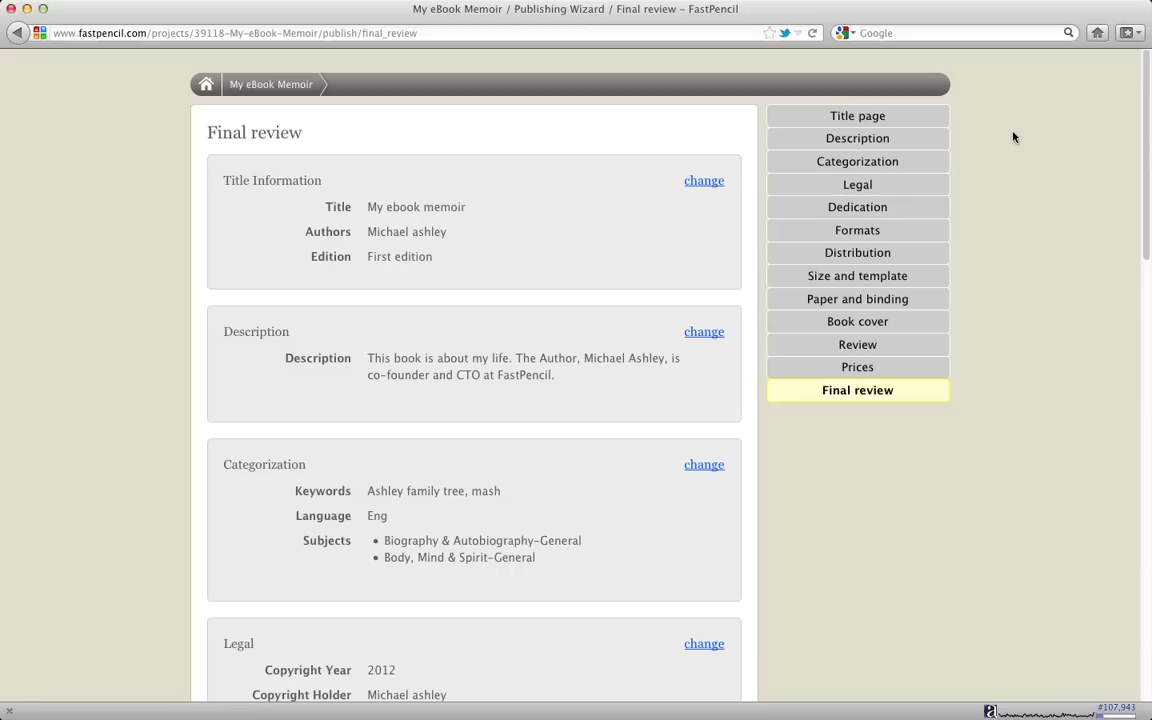 My eBook Memoir / Publishing Wizard / Final review – FastPencil
www.fastpencil.com/projects/39118-My-eBook-Memoir/publish/final_review
Google
My eBook Memoir
Final review
Title Information
change
Title
My ebook memoir
Authors
Michael ashley
Edition
First edition
Description
change
Description
This book is about my life. The Author, Michael Ashley, is
co-founder and CTO at FastPencil.
Categorization
change
Keywords
Ashley family tree, mash
Language
Eng
Subjects
• Biography & Autobiography-General
• Body, Mind & Spirit-General
Legal
change
Copyright Year
2012
Copyright Holder
Michael ashley
Title page
Description
Categorization
Legal
Dedication
Formats
Distribution
Size and template
Paper and binding
Book cover
Review
Prices
Final review
a
#107,943